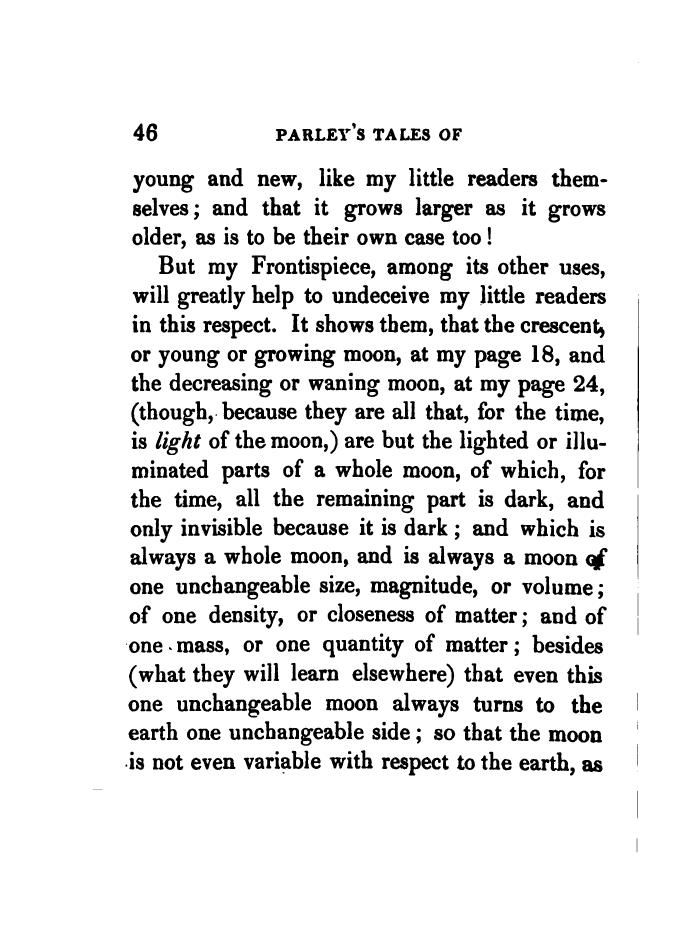 46 PARLEY'S TALES OF
young and new, like my little readers them-
selves; and that it grows larger as it grows
older, as is to be their own case too!
But my Frontispiece, among its other uses,
will greatly help to undeceive my little readers
in this respect. It shows them, that the crescent,
or young or growing moon, at my page 18, and
the decreasing or waning moon, at my page 24,
(though, because they are all that, for the time,
is light of the moon,) are but the lighted or illu-
minated parts of a whole moon, of which, for
the time, all the remaining part is dark, and
only invisible because it is dark; and which is
always a whole moon, and is always a moon of
one unchangeable size, magnitude, or volume;
of one density, or closeness of matter; and of
one mass, or one quantity of matter; besides
(what they will learn elsewhere) that even this
one unchangeable moon always turns to the
earth one unchangeable side; so that the moon
is not even variable with respect to the earth, as